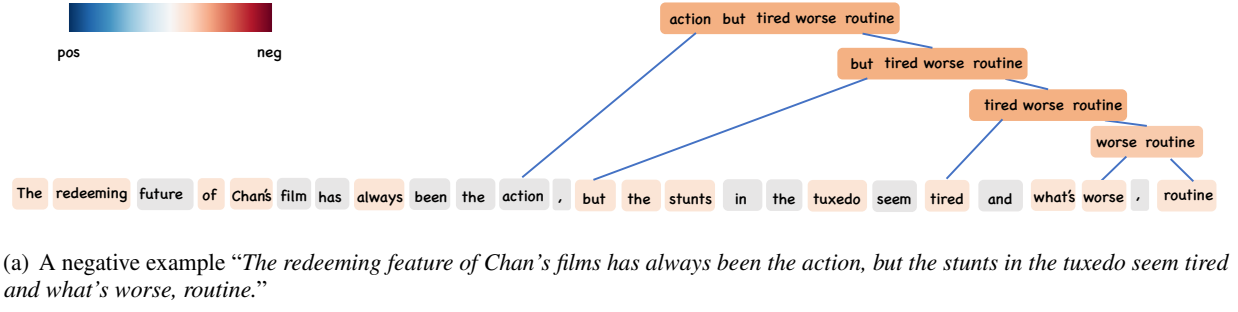 pos neg
action but tired worse routine
but tired worse routine
tired worse routine
worse routine
The redeeming future of Chan's film has always been the action , but the stunts in the tuxedo seem tired and what's worse , routine
(a) A negative example “The redeeming feature of Chan’s films has always been the action, but the stunts in the tuxedo seem tired
and what’s worse, routine.”